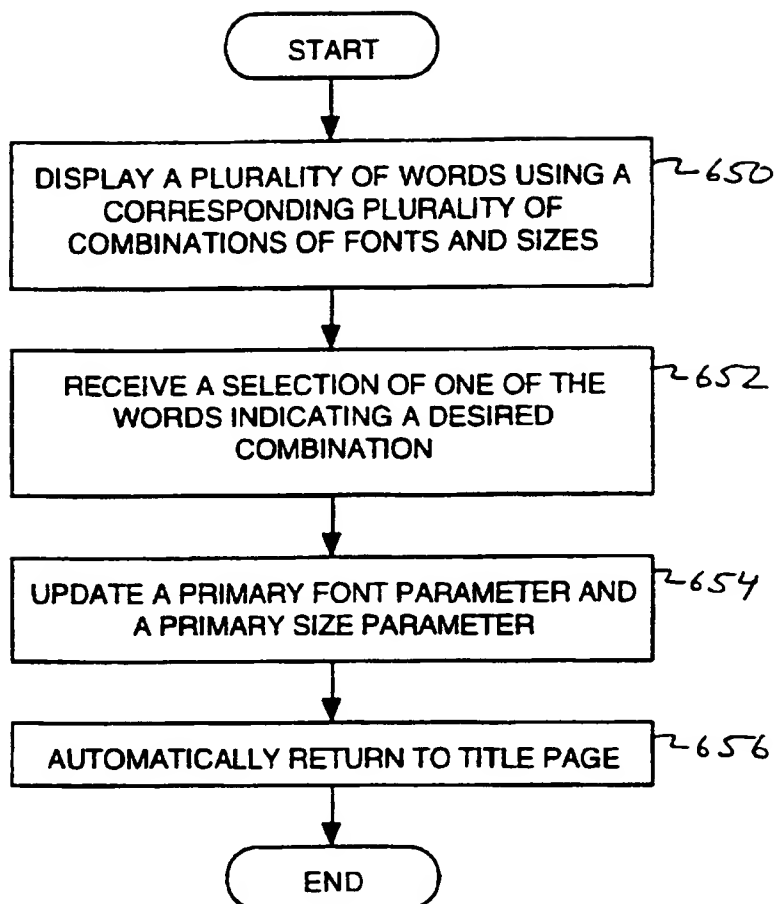 START
DISPLAY A PLURALITY OF WORDS USING A
650
CORRESPONDING PLURALITY OF
COMBINATIONS OF FONTS AND SIZES
RECEIVE A SELECTION OF ONE OF THE
652
WORDS INDICATING A DESIRED
COMBINATION
UPDATE A PRIMARY FONT PARAMETER AND
654
A PRIMARY SIZE PARAMETER
AUTOMATICALLY RETURN TO TITLE PAGE
656
END